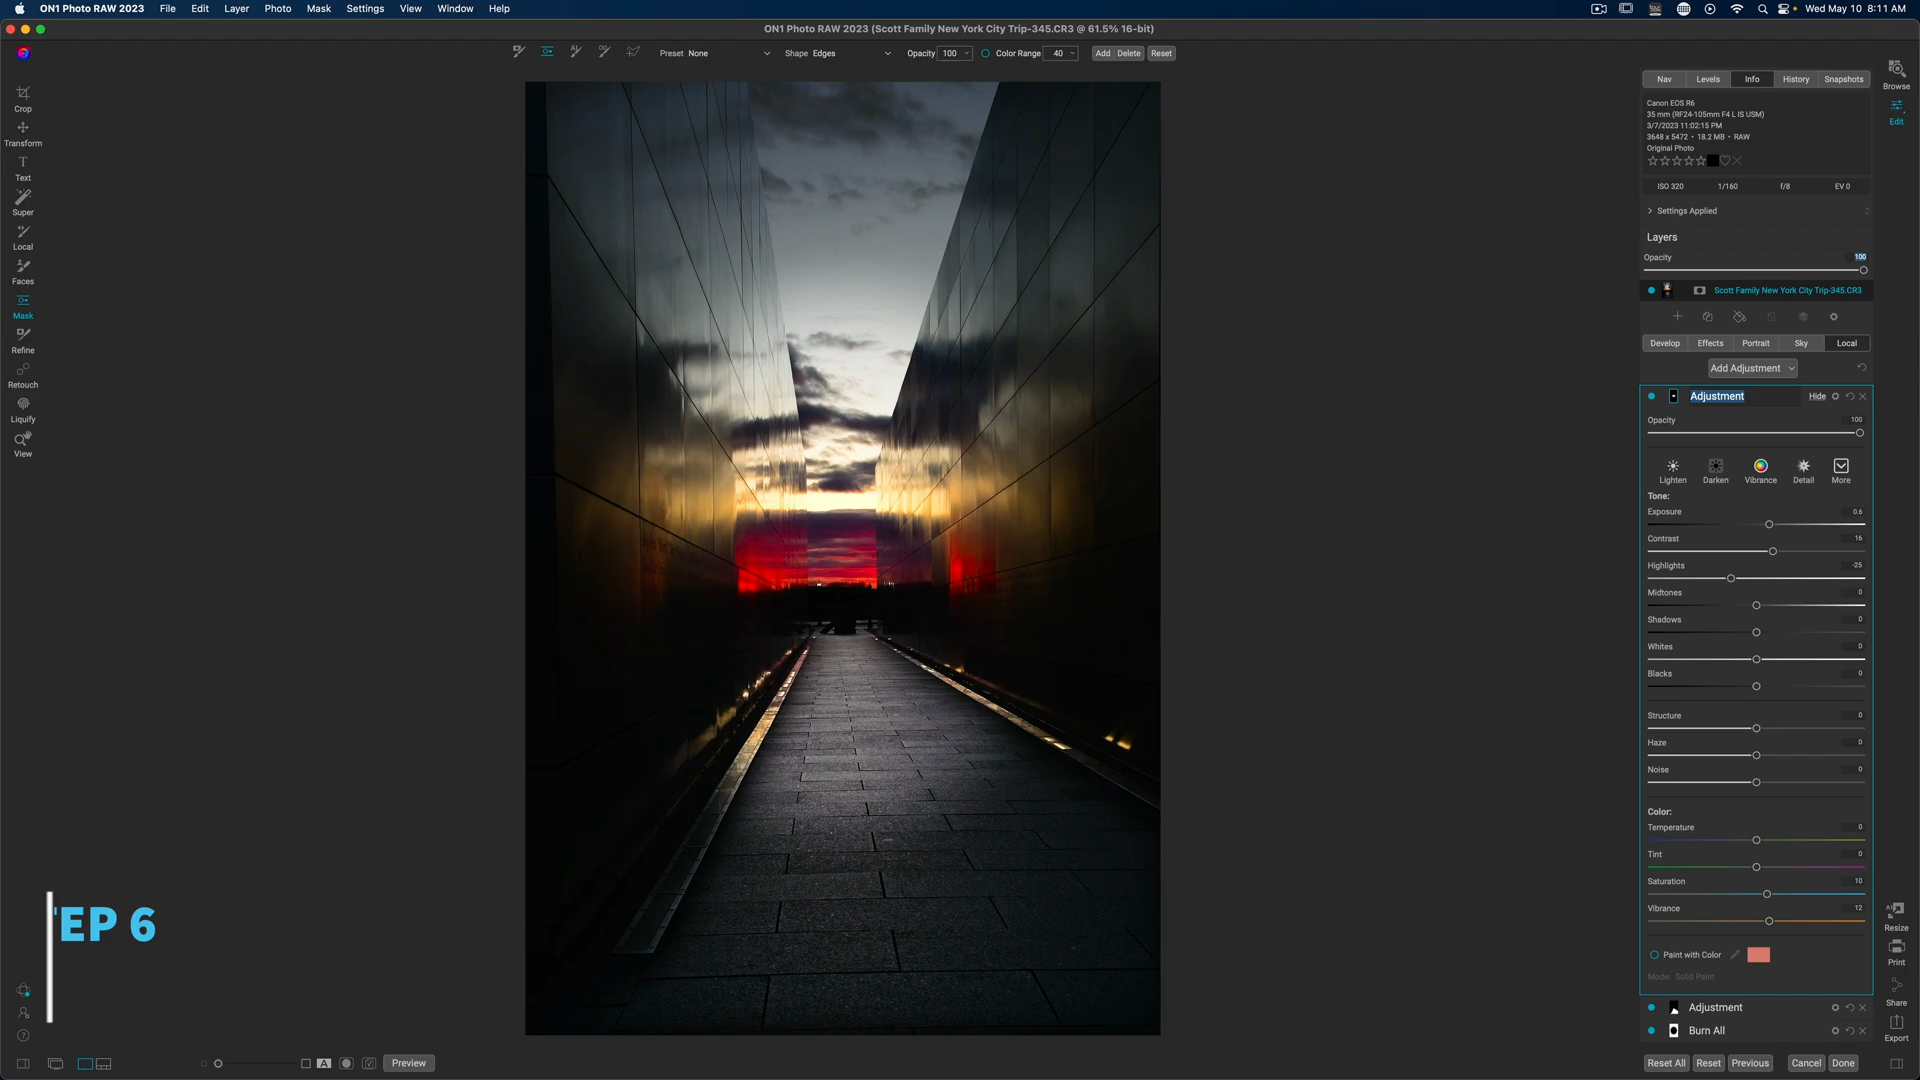 ON1 Photo RAW 2023 File Edit Layer Photo Mask Settings View Window Help
Wed May 10 8:11 AM
ON1 Photo RAW 2023 (Scott Family New York City Trip-345.CR3 @ 61.5% 16-bit)
Preset None Shape Edges Opacity 100 Color Range 40 Add Delete Reset
Crop
Transform
Text
Super
Local
Faces
Mask
Refine
Retouch
Liquify
View
EP 6
A Preview
Nav Levels Info History Snapshots
Canon EOS R6
35 mm (RF24-105mm F4 L IS USM)
3/7/2023 11:02:15 PM
3648 x 5472 • 18.2 MB • RAW
Original Photo
ISO 320 1/160 f/8 EV 0
Settings Applied
Layers
Opacity 100
Scott Family New York City Trip-345.CR3
Develop Effects Portrait Sky Local
Add Adjustment
Adjustment Hide
Opacity 100
Lighten Darken Vibrance Detail More
Tone:
Exposure 0.6
Contrast 16
Highlights -25
Midtones 0
Shadows 0
Whites 0
Blacks 0
Structure 0
Haze 0
Noise 0
Color:
Temperature 0
Tint 0
Saturation 10
Vibrance 12
Paint with Color
Mode: Solid Paint
Adjustment
Burn All
Reset All Reset Previous Cancel Done
Browse
Edit
AI
Resize
Print
Share
Export